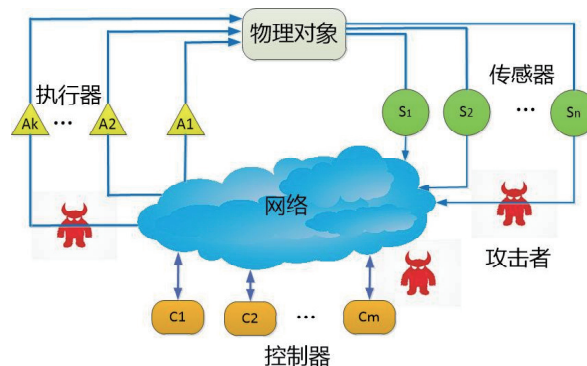 物理对象
执行器
传感器
Ak
...
A2
A1
S1
S2
...
Sn
网络
攻击者
C1
C2
...
Cm
控制器